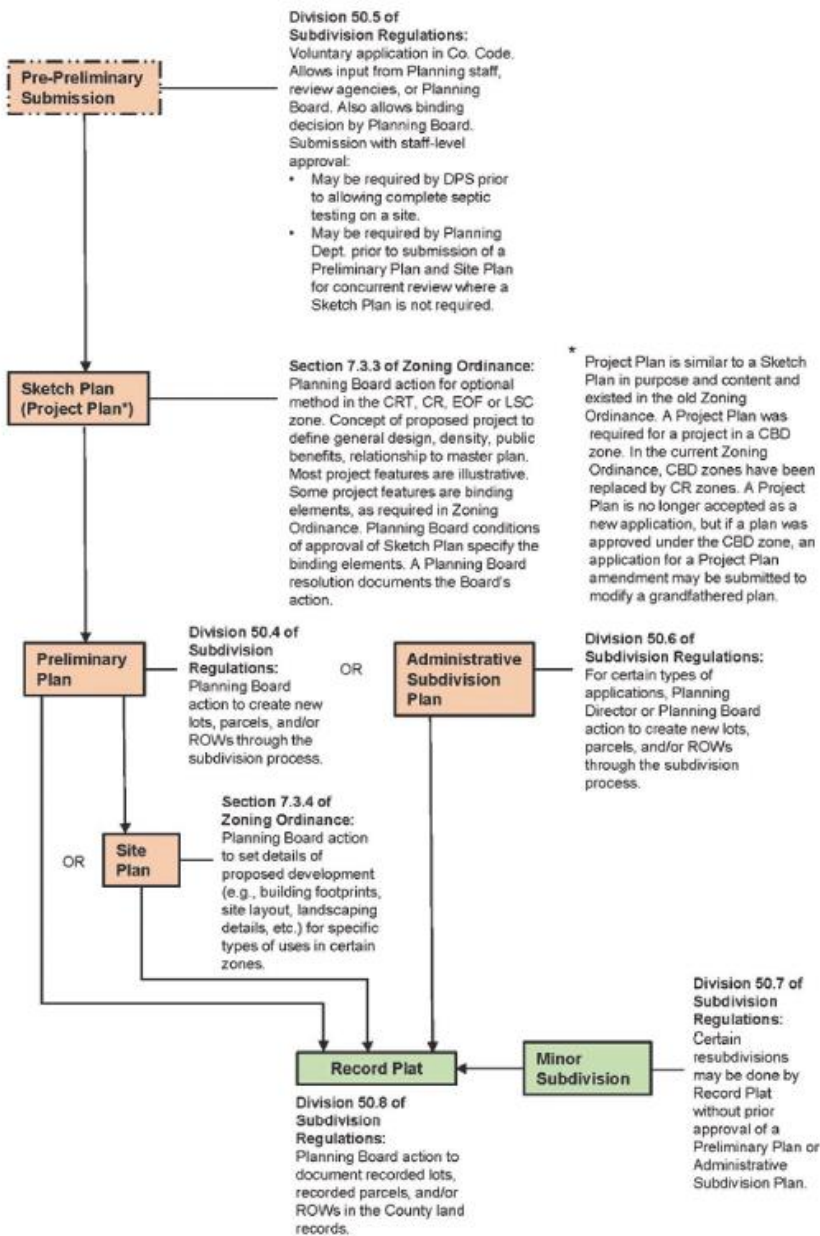 Pre-Preliminary
Submission
Division 50.5 of
Subdivision Regulations:
Voluntary application in Co. Code.
Allows input from Planning staff,
review agencies, or Planning
Board. Also allows binding
decision by Planning Board.
Submission with staff-level
approval:
• May be required by DPS prior
to allowing complete septic
testing on a site.
• May be required by Planning
Dept. prior to submission of a
Preliminary Plan and Site Plan
for concurrent review where a
Sketch Plan is not required.
Sketch Plan
(Project Plan*)
Section 7.3.3 of Zoning Ordinance:
Planning Board action for optional
method in the CRT, CR, EOF or LSC
zone. Concept of proposed project to
define general design, density, public
benefits, relationship to master plan.
Most project features are illustrative.
Some project features are binding
elements, as required in Zoning
Ordinance. Planning Board conditions
of approval of Sketch Plan specify the
binding elements. A Planning Board
resolution documents the Board's
action.
*
Project Plan is similar to a Sketch
Plan in purpose and content and
existed in the old Zoning
Ordinance. A Project Plan was
required for a project in a CBD
zone. In the current Zoning
Ordinance, CBD zones have been
replaced by CR zones. A Project
Plan is no longer accepted as a
new application, but if a plan was
approved under the CBD zone, an
application for a Project Plan
amendment may be submitted to
modify a grandfathered plan.
Preliminary
Plan
Division 50.4 of
Subdivision
Regulations:
Planning Board
action to create new
lots, parcels, and/or
ROWs through the
subdivision process.
OR
Administrative
Subdivision
Plan
Division 50.6 of
Subdivision Regulations:
For certain types of
applications, Planning
Director or Planning Board
action to create new lots,
parcels, and/or ROWs
through the subdivision
process.
OR
Site
Plan
Section 7.3.4 of
Zoning Ordinance:
Planning Board action
to set details of
proposed development
(e.g., building footprints,
site layout, landscaping
details, etc.) for specific
types of uses in certain
zones.
Record Plat
Division 50.8 of
Subdivision
Regulations:
Planning Board action to
document recorded lots,
recorded parcels, and/or
ROWs in the County land
records.
Minor
Subdivision
Division 50.7 of
Subdivision
Regulations:
Certain
resubdivisions
may be done by
Record Plat
without prior
approval of a
Preliminary Plan or
Administrative
Subdivision Plan.